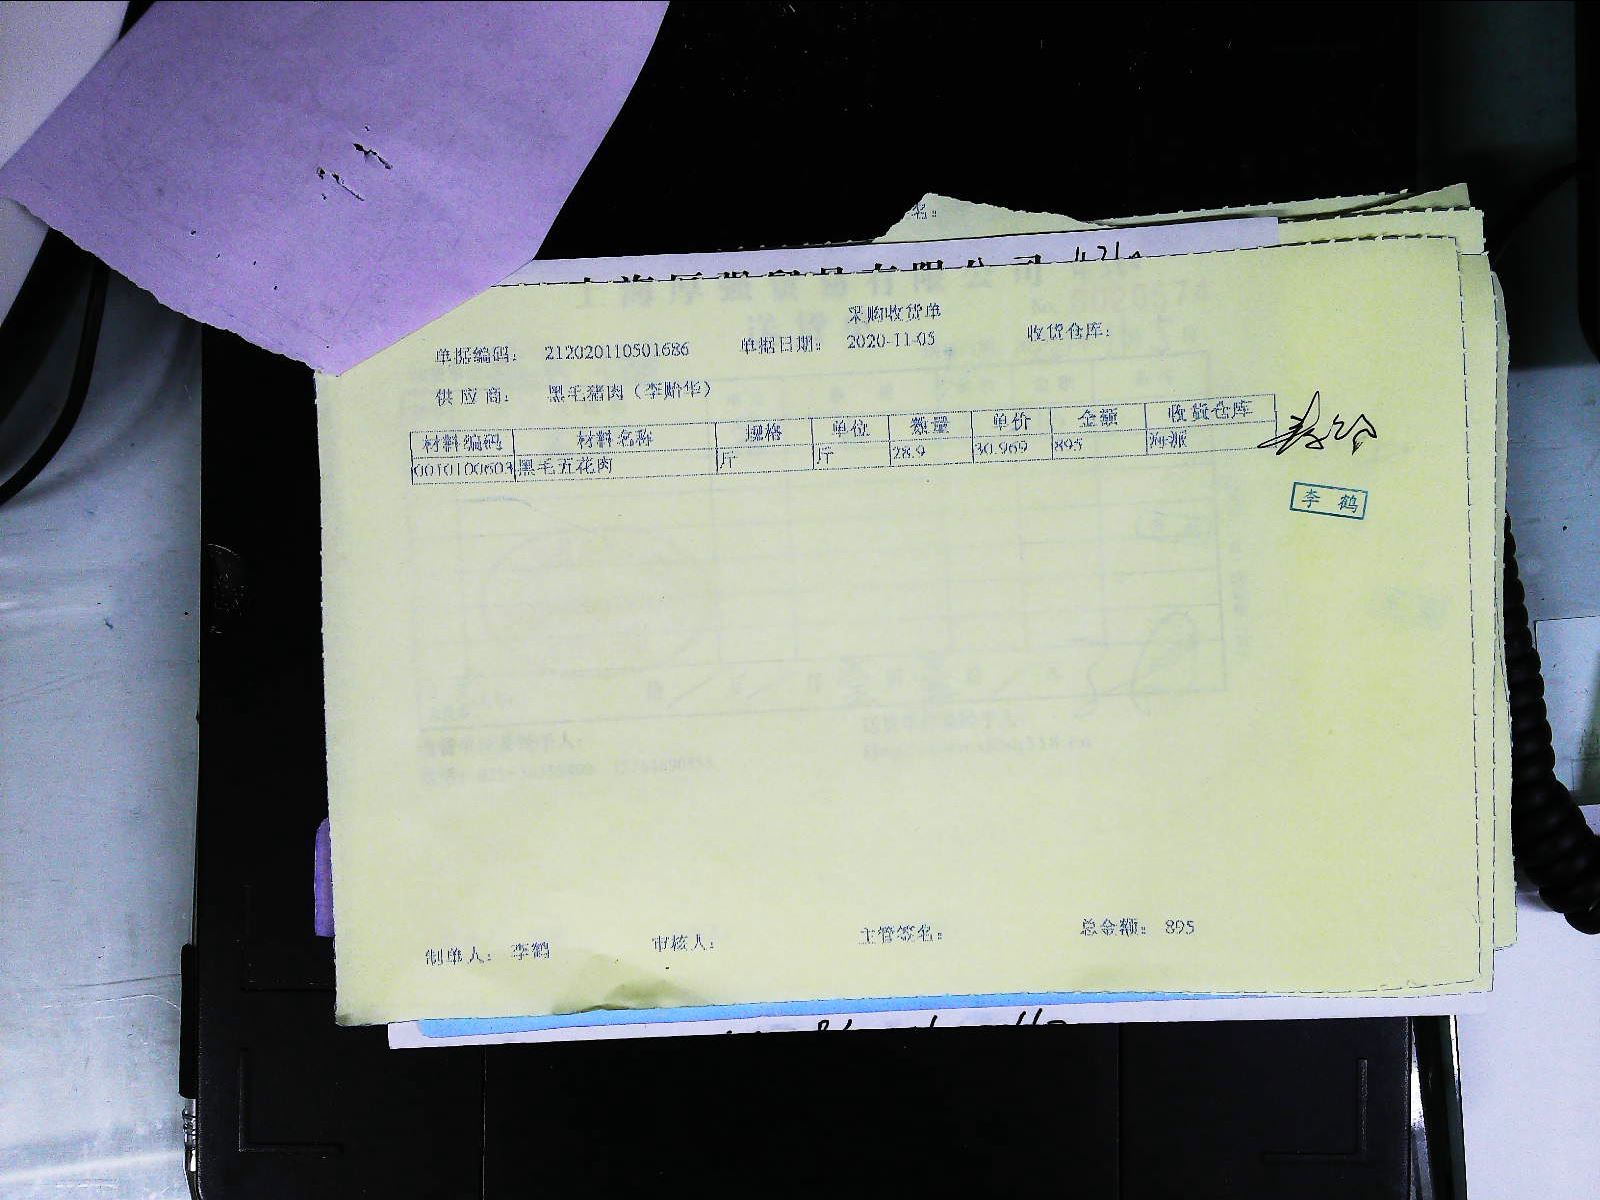 名：
采购收货单
单据编码： 212020110501686 单据日期： 2020-11-05 收货仓库：
供 应 商： 黑毛猪肉（李贻华）
材料编码 材料名称 规格 单位 数量 单价 金额 收货仓库
0010100603 黑毛五花肉 斤 斤 28.9 30.969 895 海派
李 鹤
制单人： 李鹤 审核人： 主管签名： 总金额： 895